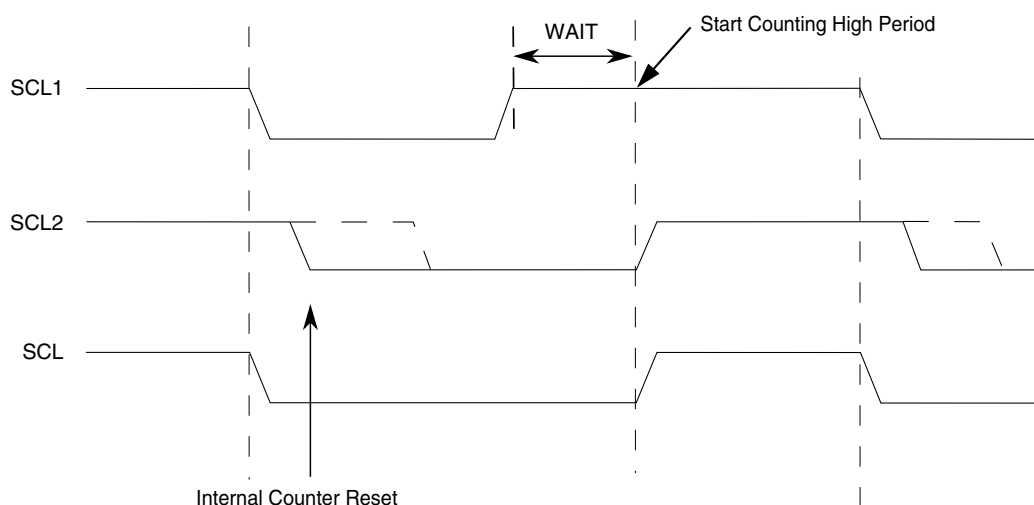 Start Counting High Period
WAIT
SCL1
SCL2
SCL
Internal Counter Reset